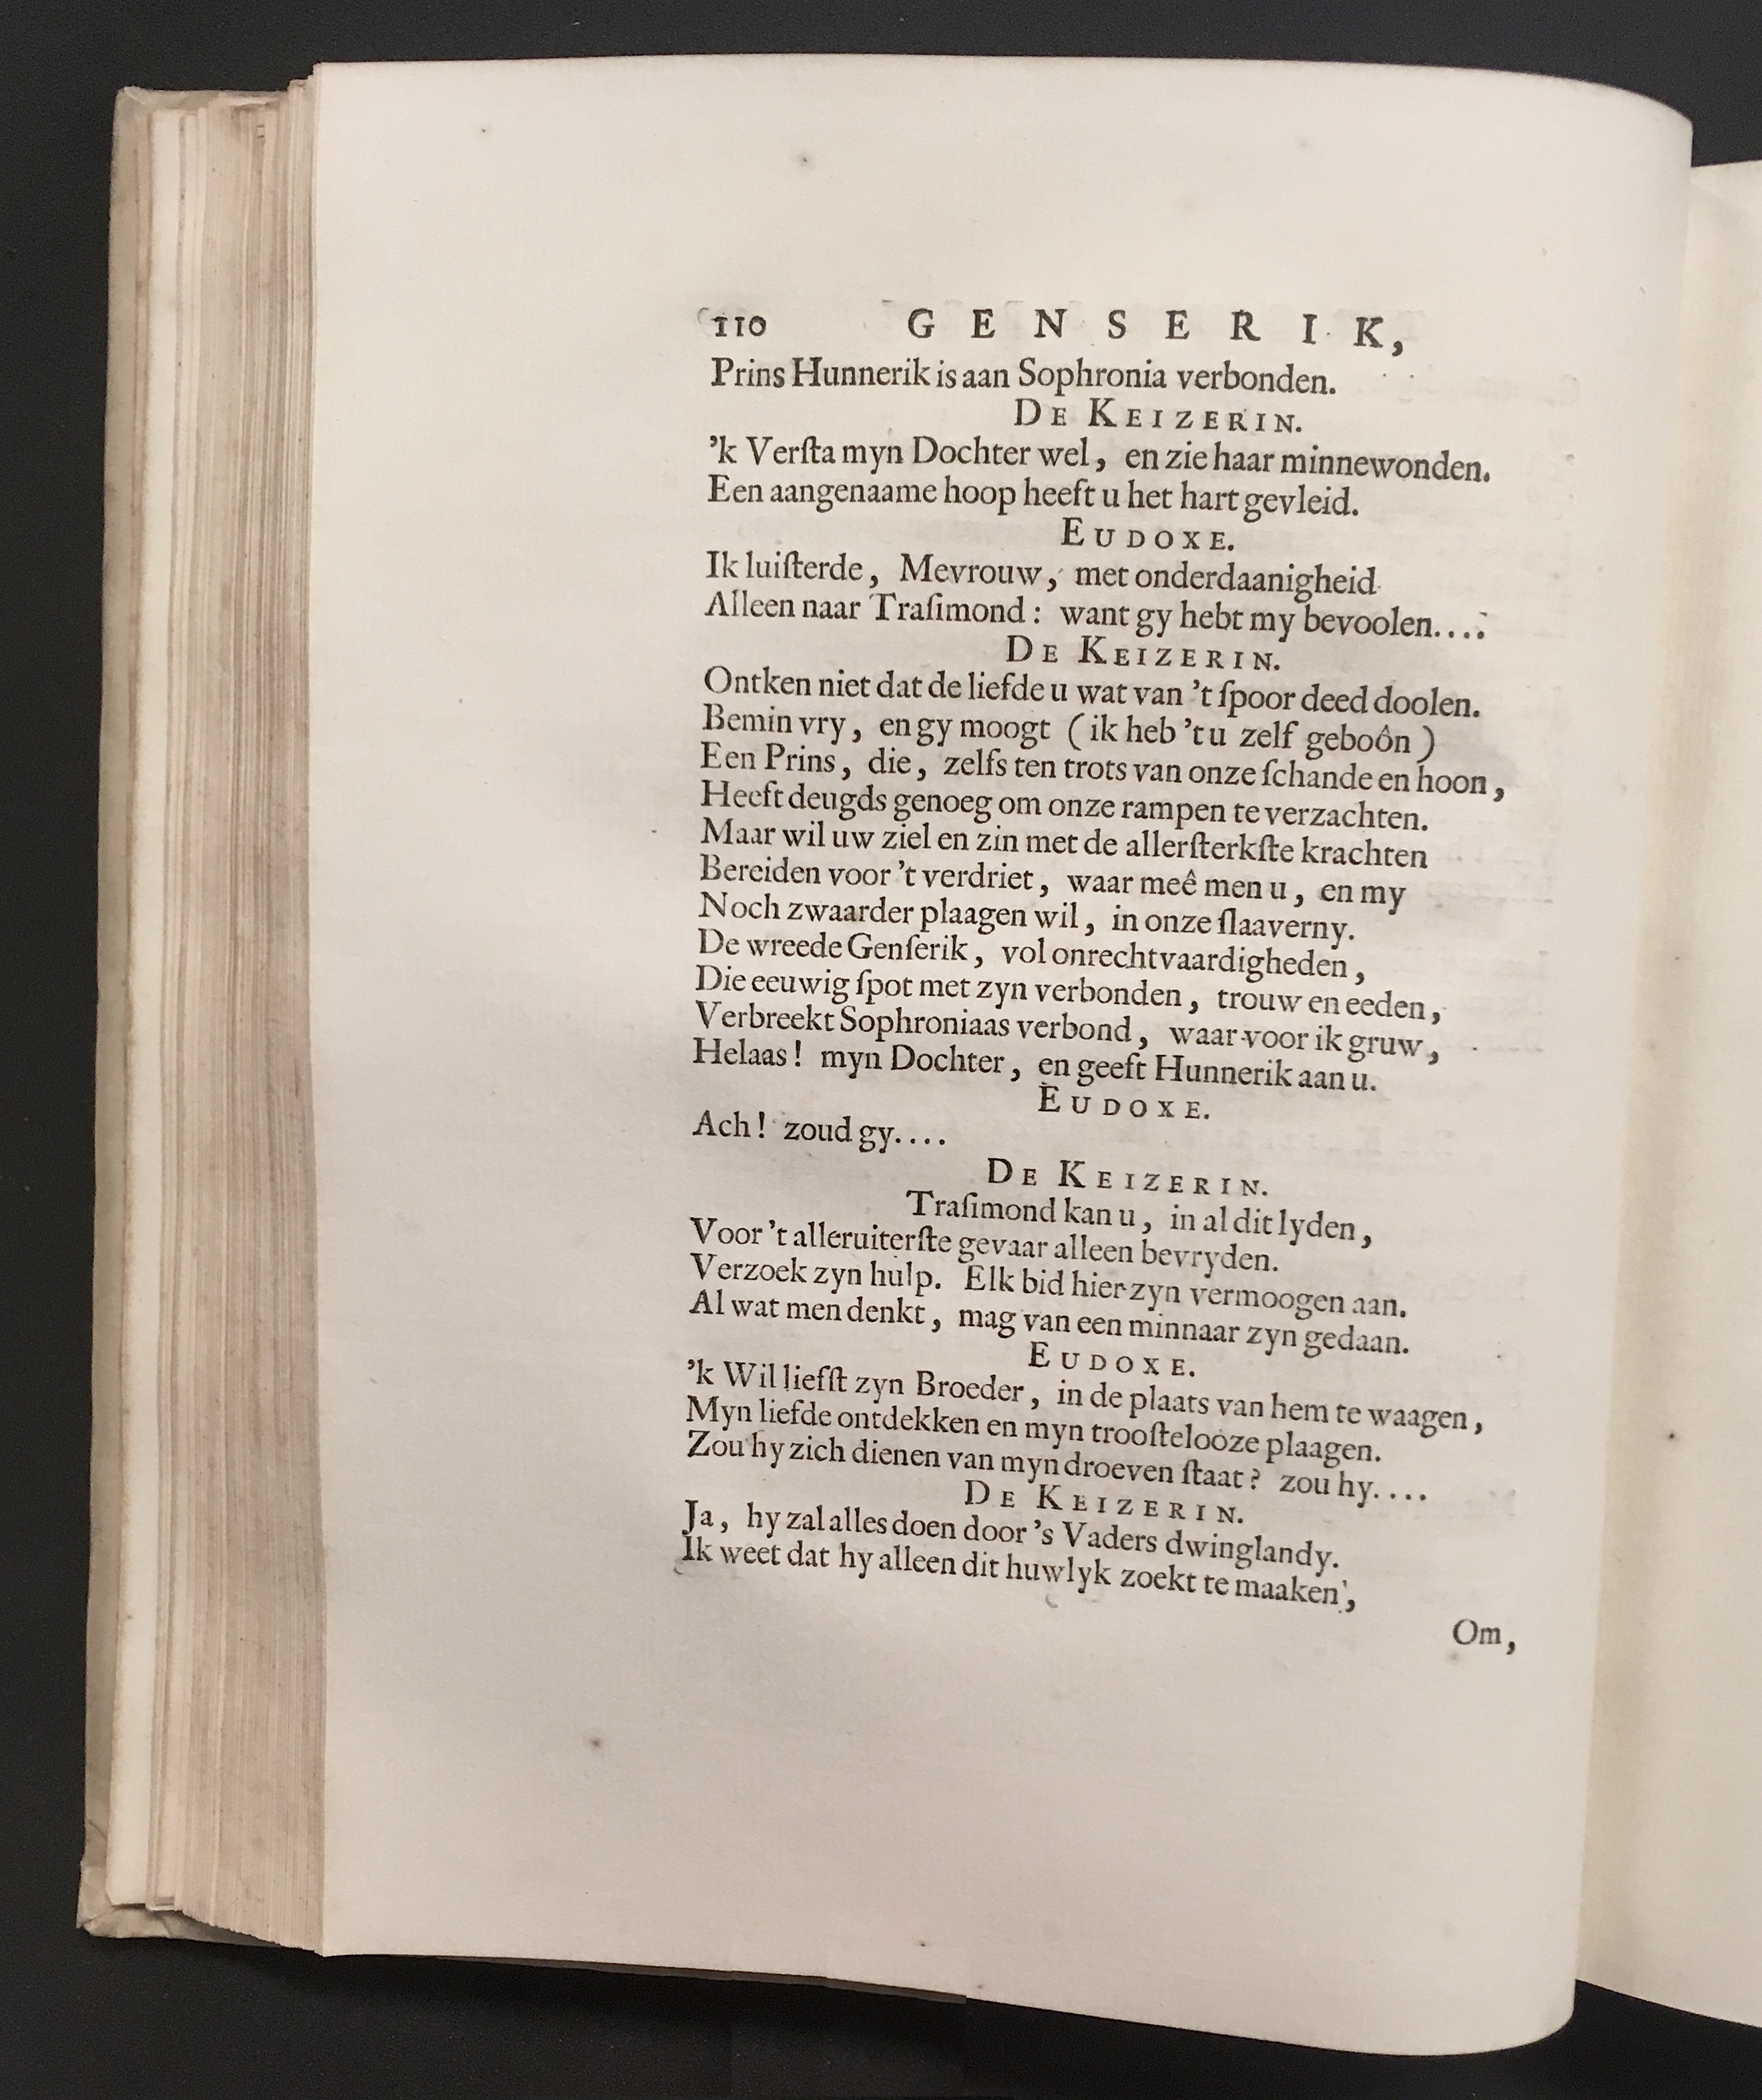 110 GENSERIK,
Prins Hunnerik is aan Sophronia verbonden.
DE KEIZERIN.
’k Verſta myn Dochter wel, en zie haar minnewonden.
Een aangenaame hoop heeft u het hart gevleid.
EUDOXE.
Ik luiſterde, Mevrouw, met onderdaanigheid
Alleen naar Traſimond: want gy hebt my bevoolen....
DE KEIZERIN.
Ontken niet dat de liefde u wat van ’t ſpoor deed doolen.
Bemin vry, en gy moogt (ik heb ’t u zelf geboôn)
Een Prins, die, zelfs ten trots van onze ſchande en hoon,
Heeft deugds genoeg om onze rampen te verzachten.
Maar wil uw ziel en zin met de allerſterkſte krachten
Bereiden voor ’t verdriet, waar meê men u, en my
Noch zwaarder plaagen wil, in onze ſlaaverny.
De wreede Genſerik, vol onrechtvaardigheden,
Die eeuwig ſpot met zyn verbonden, trouw en eeden,
Verbreekt Sophroniaas verbond, waar voor ik gruw,
Helaas! myn Dochter, en geeft Hunnerik aan u.
EUDOXE.
Ach! zoud gy....
DE KEIZERIN.
Traſimond kan u, in al dit lyden,
Voor ’t alleruiterſte gevaar alleen bevryden.
Verzoek zyn hulp. Elk bid hier zyn vermoogen aan.
Al wat men denkt, mag van een minnaar zyn gedaan.
EUDOXE.
’k Wil liefſt zyn Broeder, in de plaats van hem te waagen,
Myn liefde ontdekken en myn trooſtelooze plaagen.
Zou hy zich dienen van myn droeven ſtaat? zou hy....
DE KEIZERIN.
Ja, hy zal alles doen door ’s Vaders dwinglandy.
Ik weet dat hy alleen dit huwlyk zoekt te maaken,
Om,